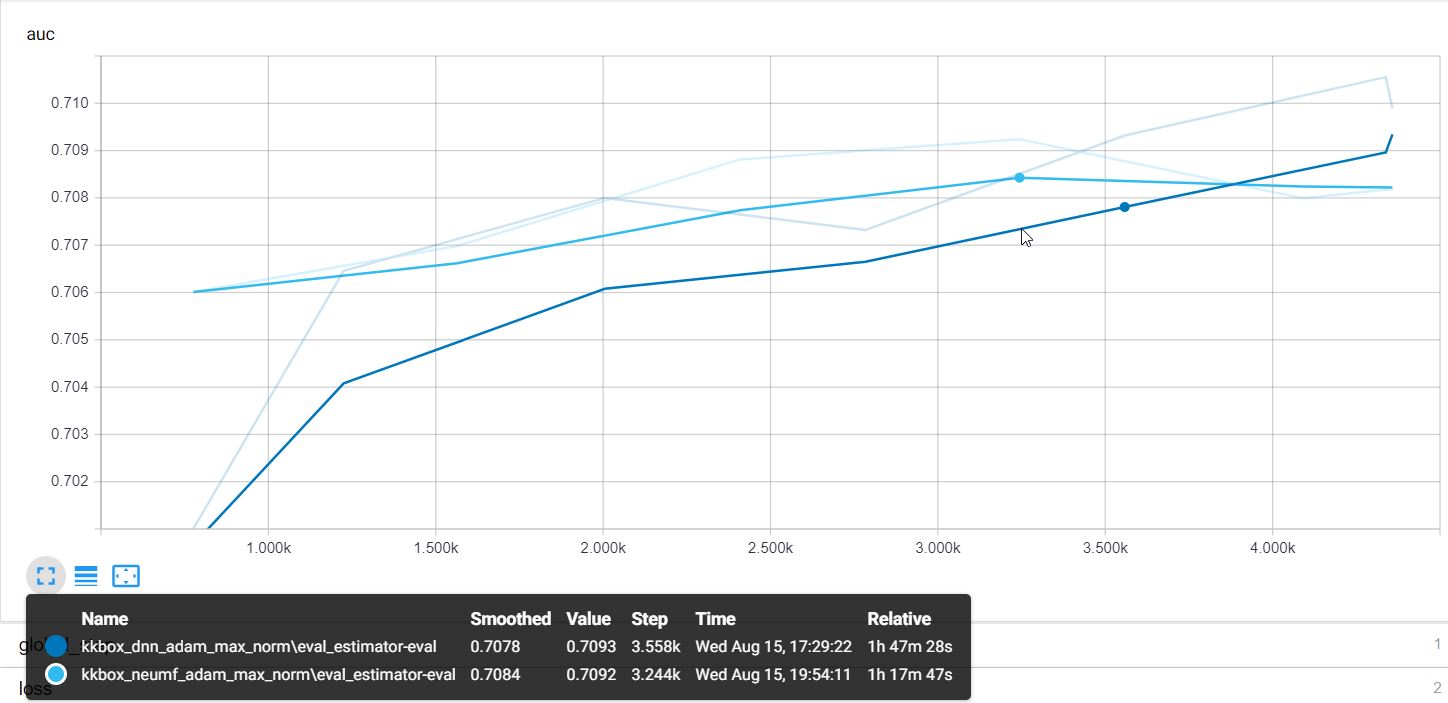 auc
0.710
0.709
0.708
0.707
0.706
0.705
0.704
0.703
0.702
1.000k 1.500k 2.000k 2.500k 3.000k 3.500k 4.000k
Name Smoothed Value Step Time Relative
kkbox_dnn_adam_max_norm\eval_estimator-eval 0.7078 0.7093 3.558k Wed Aug 15, 17:29:22 1h 47m 28s
1
kkbox_neumf_adam_max_norm\eval_estimator-eval 0.7084 0.7092 3.244k Wed Aug 15, 19:54:11 1h 17m 47s
loss
2